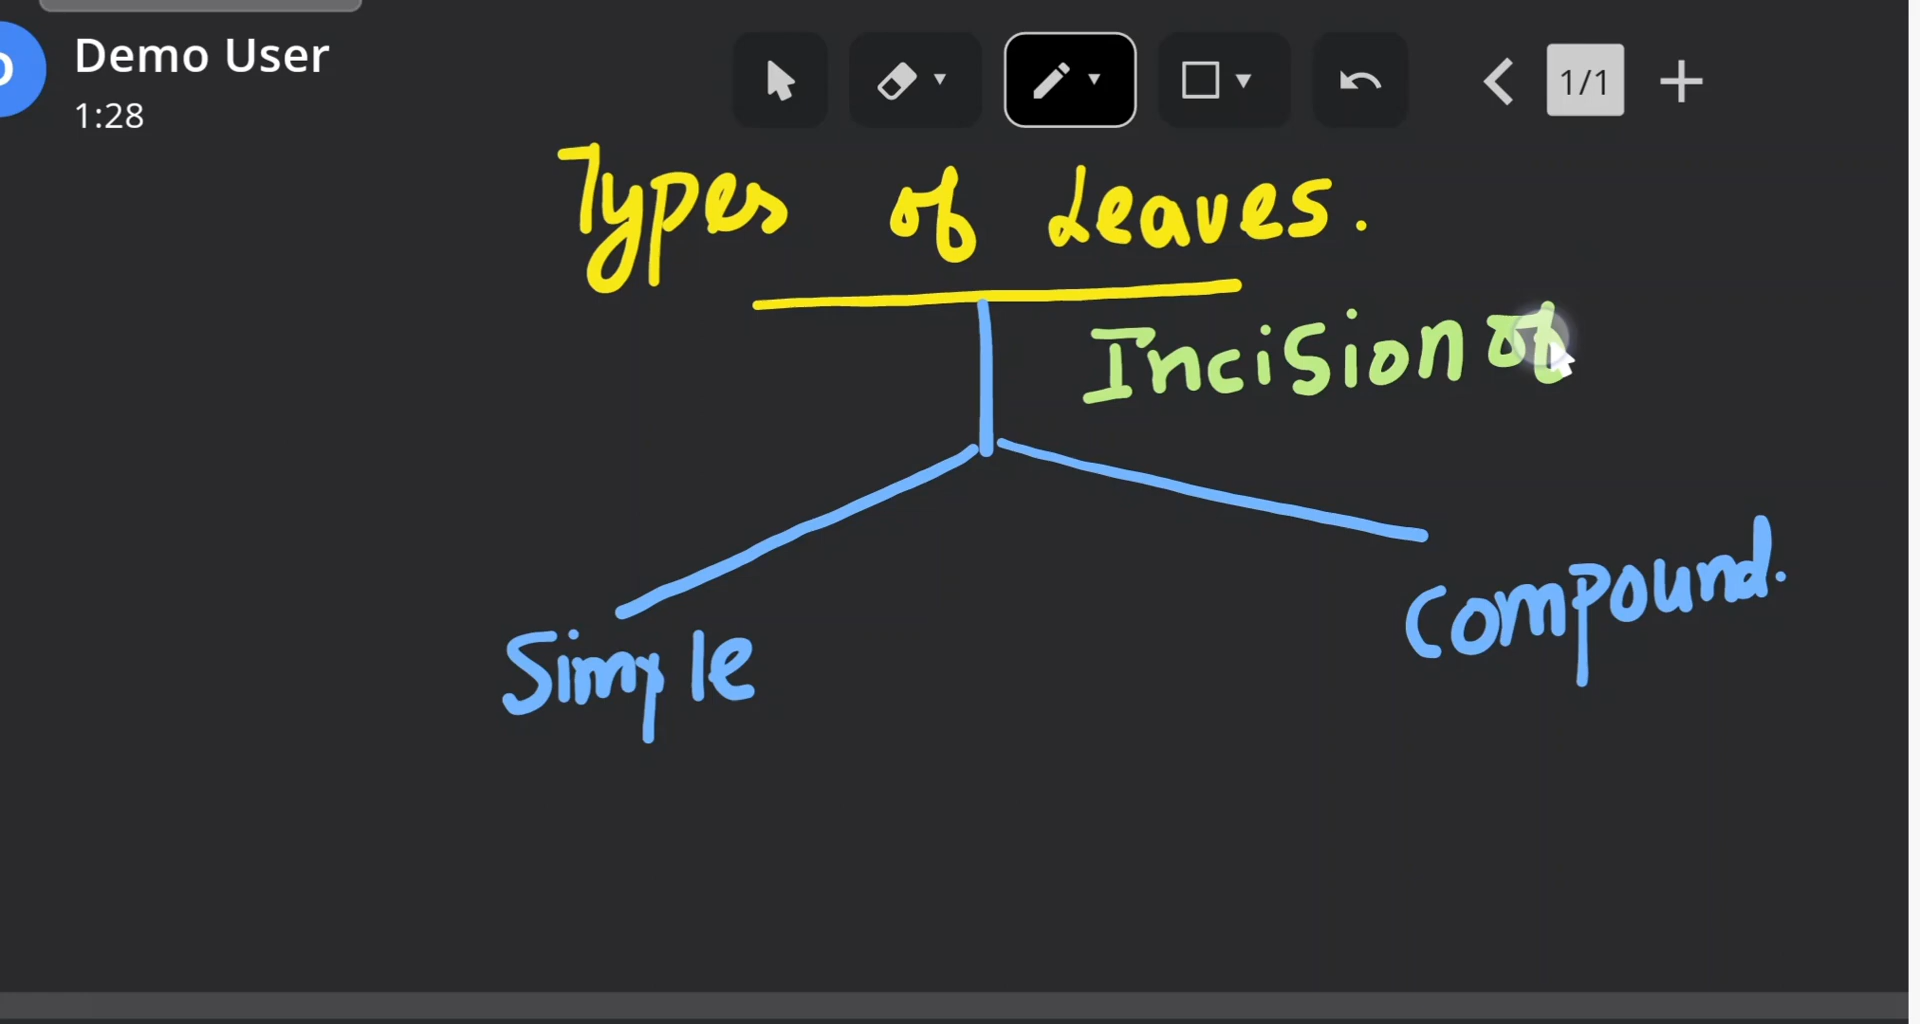 Demo User
1:28
1/1
Types of Leaves.
Incision of
Simple
Compound.